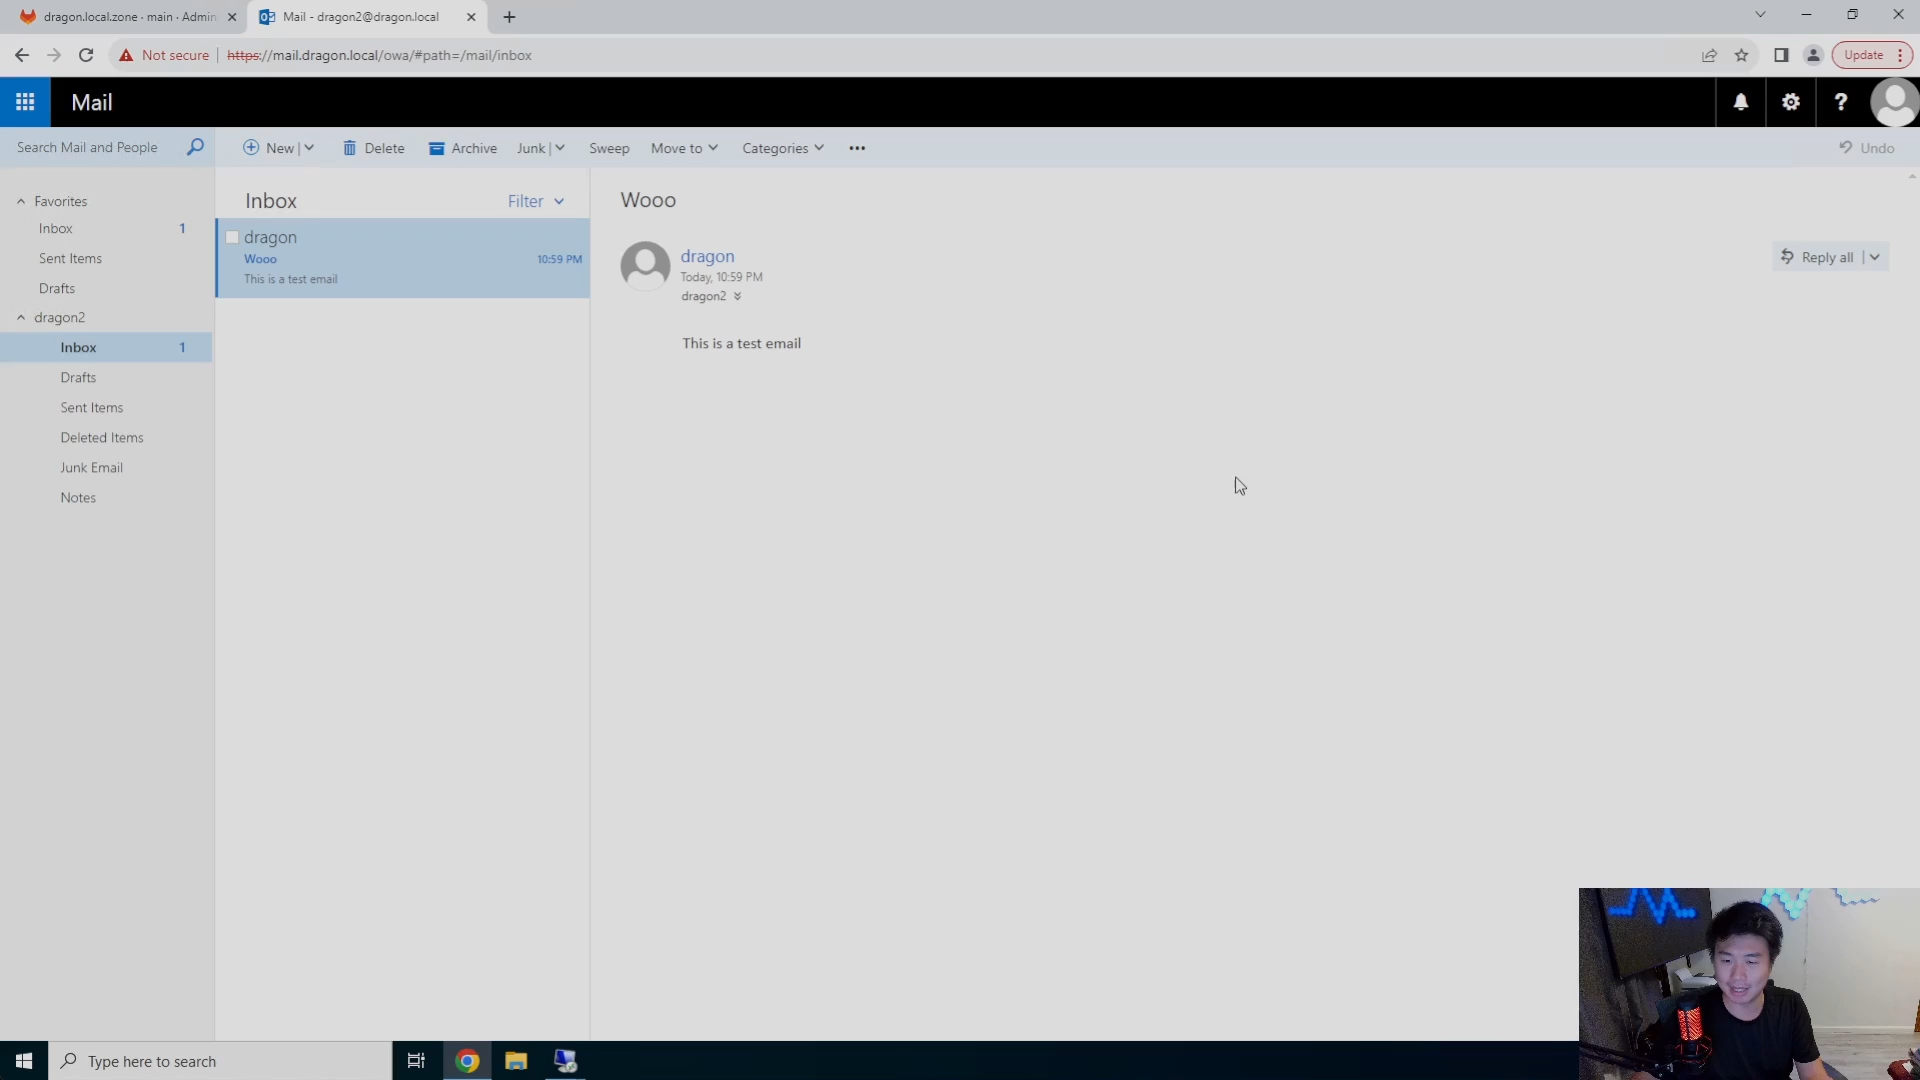 dragon.local.zone · main · Admin
Mail - dragon2@dragon.local
Not secure
https://mail.dragon.local/owa/#path=/mail/inbox
Update
Mail
?
Search Mail and People
New
Delete
Archive
Junk
Sweep
Move to
Categories
•••
Undo
Favorites
Inbox 1
Sent Items
Drafts
dragon2
Inbox 1
Drafts
Sent Items
Deleted Items
Junk Email
Notes
Inbox
Filter
dragon
Wooo 10:59 PM
This is a test email
Wooo
dragon
Today, 10:59 PM
dragon2
Reply all
This is a test email
Type here to search